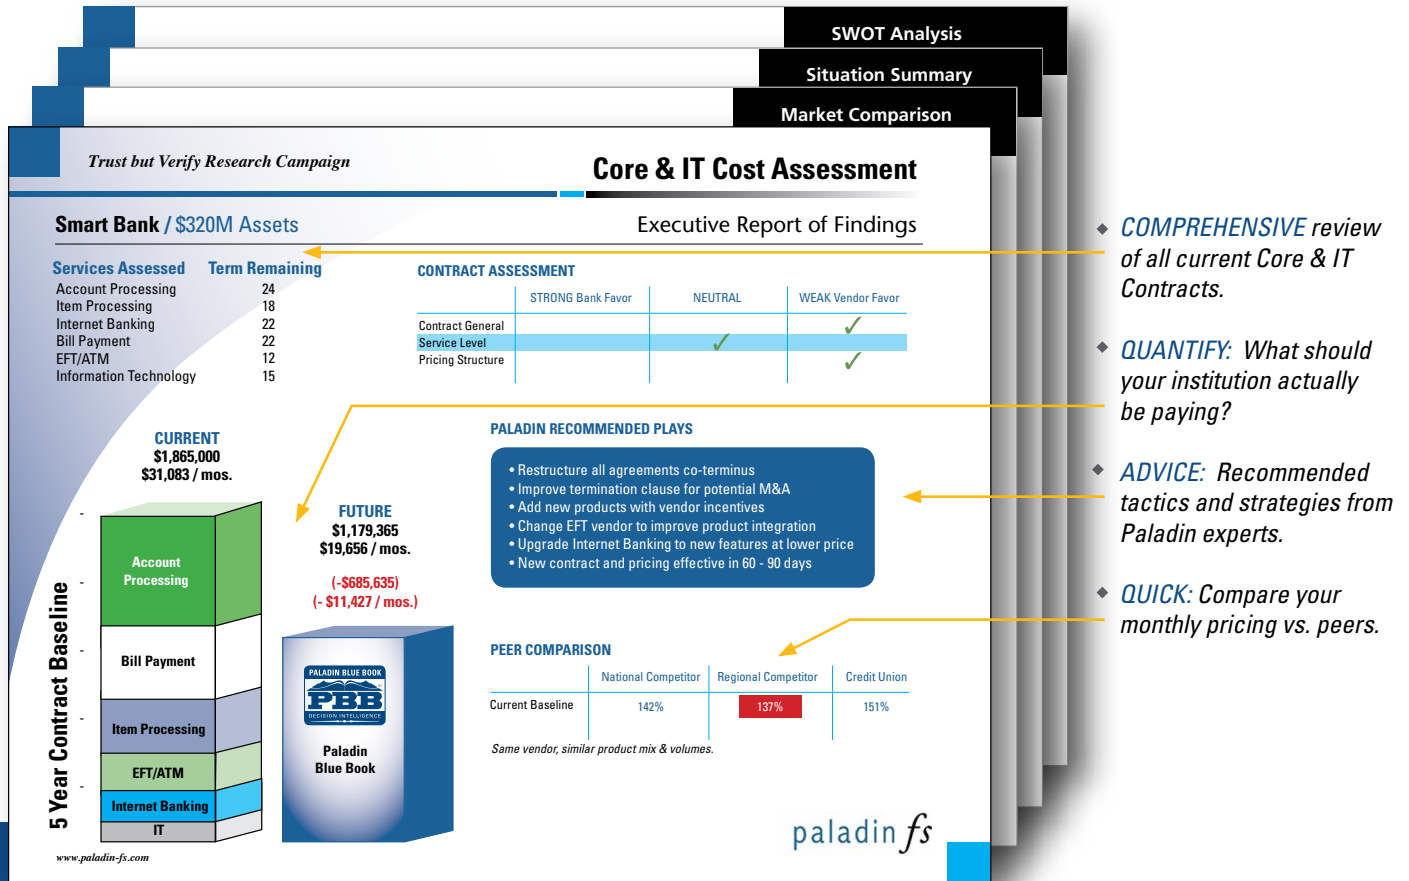 SWOT Analysis
Situation Summary
Market Comparison
Trust but Verify Research Campaign
Core & IT Cost Assessment
Smart Bank / $320M Assets
Executive Report of Findings
Services Assessed Term Remaining
Account Processing 24
Item Processing 18
Internet Banking 22
Bill Payment 22
EFT/ATM 12
Information Technology 15
CONTRACT ASSESSMENT
STRONG Bank Favor NEUTRAL WEAK Vendor Favor
Contract General ✓
Service Level ✓
Pricing Structure ✓
CURRENT
$1,865,000
$31,083 / mos.
FUTURE
$1,179,365
$19,656 / mos.
(-$685,635)
(- $11,427 / mos.)
5 Year Contract Baseline
Account
Processing
Bill Payment
Item Processing
EFT/ATM
Internet Banking
IT
PALADIN BLUE BOOK
PBB
DECISION INTELLIGENCE
Paladin
Blue Book
PALADIN RECOMMENDED PLAYS
• Restructure all agreements co-terminus
• Improve termination clause for potential M&A
• Add new products with vendor incentives
• Change EFT vendor to improve product integration
• Upgrade Internet Banking to new features at lower price
• New contract and pricing effective in 60 - 90 days
PEER COMPARISON
National Competitor Regional Competitor Credit Union
Current Baseline 142% 137% 151%
Same vendor, similar product mix & volumes.
www.paladin-fs.com
paladin fs
◆ COMPREHENSIVE review
of all current Core & IT
Contracts.
◆ QUANTIFY: What should
your institution actually
be paying?
◆ ADVICE: Recommended
tactics and strategies from
Paladin experts.
◆ QUICK: Compare your
monthly pricing vs. peers.